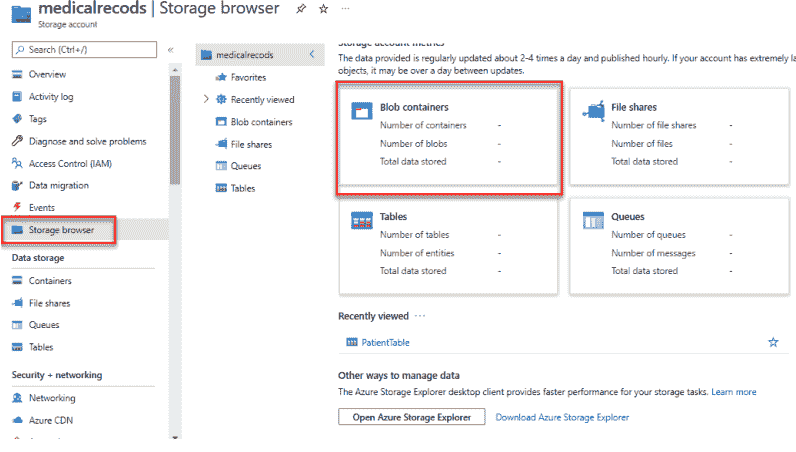 medicalrecods | Storage browser
Storage account
Search (Ctrl+/)
Overview
Activity log
Tags
Diagnose and solve problems
Access Control (IAM)
Data migration
Events
Storage browser
Data storage
Containers
File shares
Queues
Tables
Security + networking
Networking
Azure CDN
medicalrecods
Favorites
Recently viewed
Blob containers
File shares
Queues
Tables
Storage account metrics
The data provided is regularly updated about 2-4 times a day and published hourly. If your account has extremely la
objects, it may be over a day between updates.
Blob containers
Number of containers -
Number of blobs -
Total data stored -
File shares
Number of file shares -
Number of files -
Total data stored -
Tables
Number of tables -
Number of entities -
Total data stored -
Queues
Number of queues -
Number of messages -
Total data stored -
Recently viewed ...
PatientTable
Other ways to manage data
The Azure Storage Explorer desktop client provides faster performance for your storage tasks. Learn more
Open Azure Storage Explorer Download Azure Storage Explorer